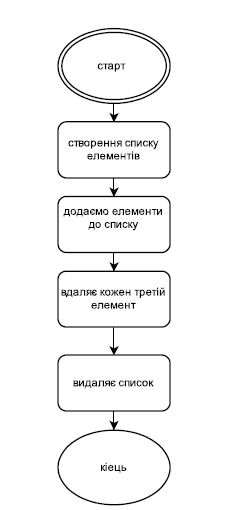 старт
створення списку
елементів
додаємо елементи
до списку
вдаляє кожен третій
елемент
видаляє список
кіець